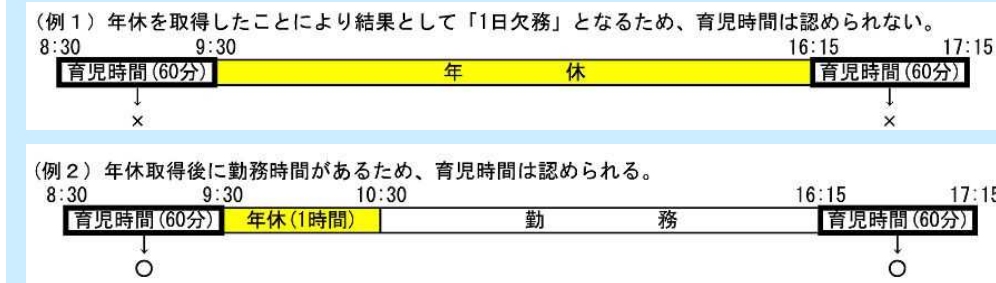 (例1)年休を取得したことにより結果として「1日欠務」となるため、育児時間は認められない。
8:30 9:30 16:15 17:15
育児時間(60分) 年 休 育児時間(60分)
↓ ↓
× ×
(例2)年休取得後に勤務時間があるため、育児時間は認められる。
8:30 9:30 10:30 16:15 17:15
育児時間(60分) 年休(1時間) 勤 務 育児時間(60分)
↓ ↓
○ ○